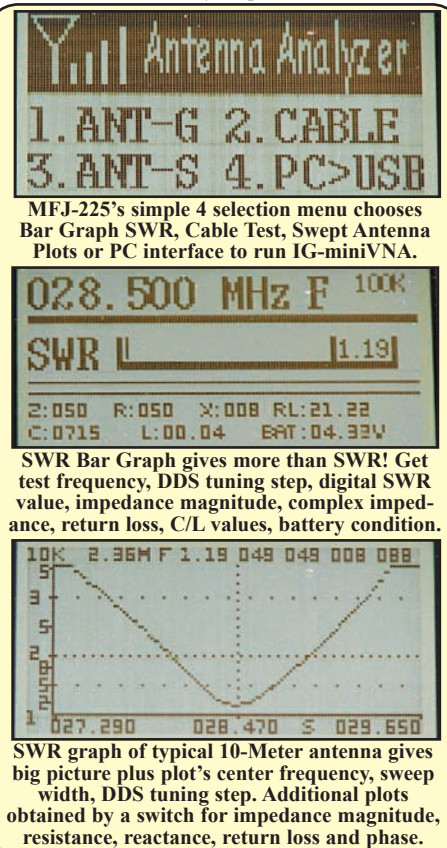 Antenna Analyzer
1.ANT-G 2.CABLE
3.ANT-S 4.PC>USB
MFJ-225's simple 4 selection menu chooses
Bar Graph SWR, Cable Test, Swept Antenna
Plots or PC interface to run IG-miniVNA.
028.500 MHz F 100K
SWR 1.19
Z:050 R:050 X:008 RL:21.22
C:0715 L:00.04 BAT:04.33V
SWR Bar Graph gives more than SWR! Get
test frequency, DDS tuning step, digital SWR
value, impedance magnitude, complex imped-
ance, return loss, C/L values, battery condition.
10K 2.36M F 1.19 049 049 008 088
5
3
2
1
027.290 028.470 S 029.650
SWR graph of typical 10-Meter antenna gives
big picture plus plot's center frequency, sweep
width, DDS tuning step. Additional plots
obtained by a switch for impedance magnitude,
resistance, reactance, return loss and phase.